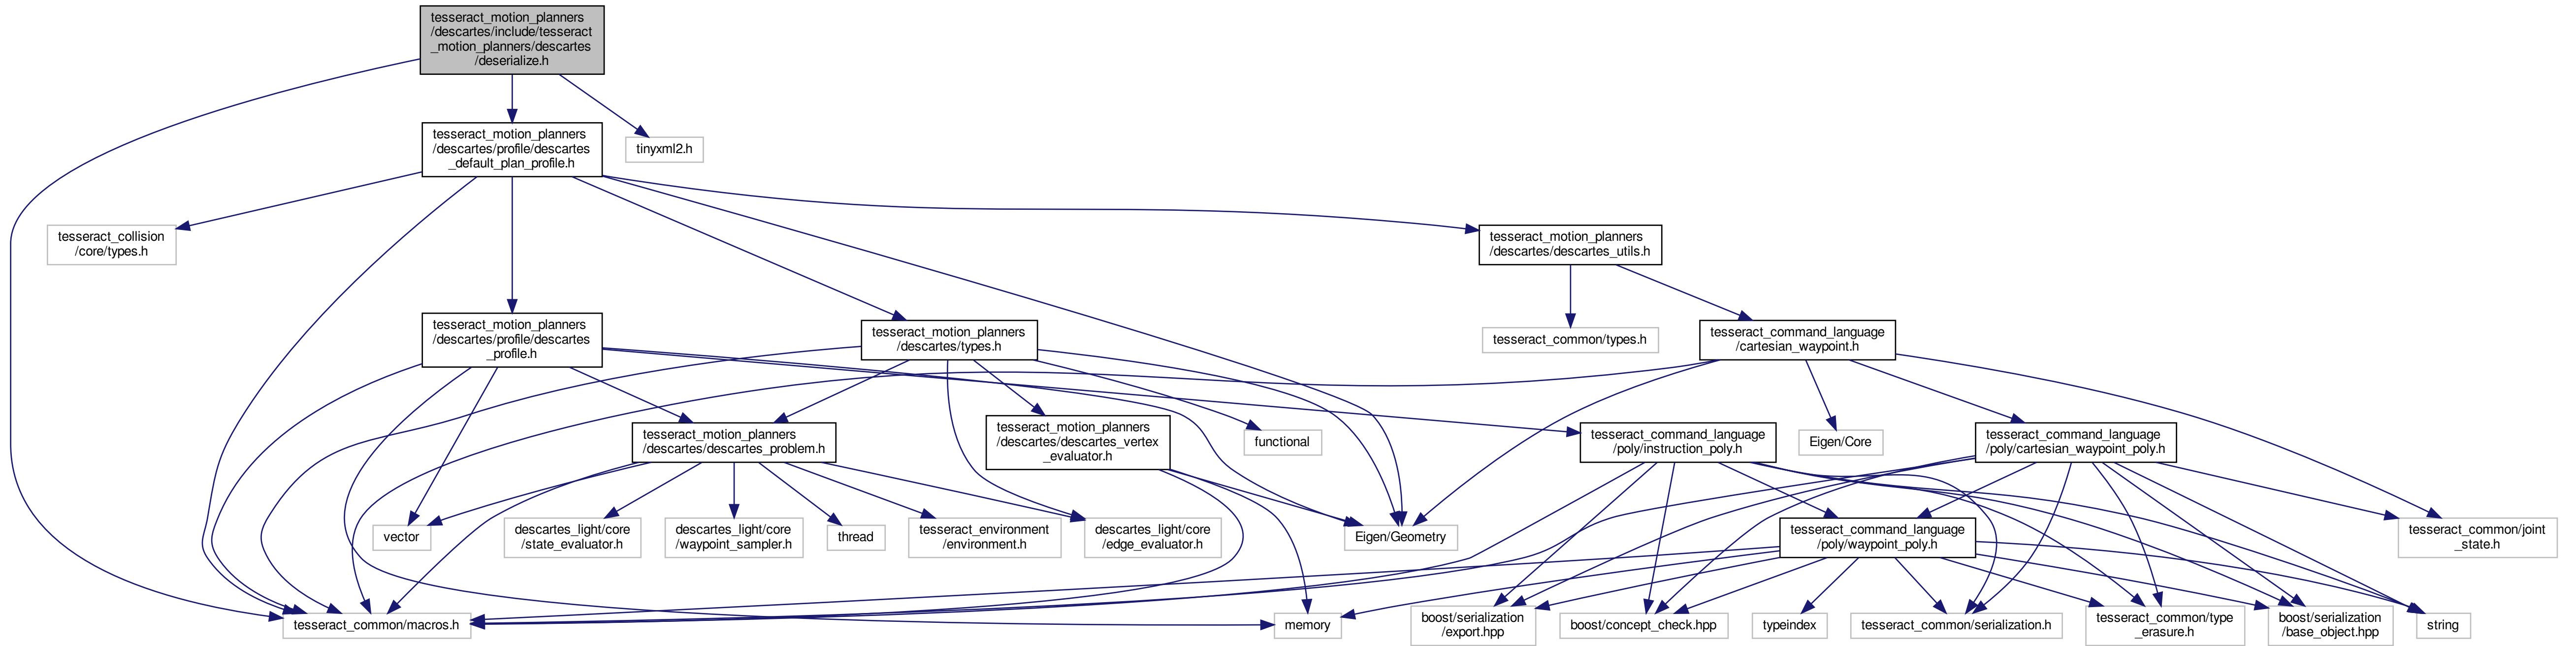 tesseract_motion_planners
/descartes/include/tesseract
_motion_planners/descartes
/deserialize.h
tesseract_motion_planners
/descartes/profile/descartes
_default_plan_profile.h
tinyxml2.h
tesseract_collision
/core/types.h
tesseract_motion_planners
/descartes/descartes_utils.h
tesseract_motion_planners
/descartes/profile/descartes
_profile.h
tesseract_motion_planners
/descartes/types.h
tesseract_common/types.h
tesseract_command_language
/cartesian_waypoint.h
tesseract_motion_planners
/descartes/descartes_problem.h
tesseract_motion_planners
/descartes/descartes_vertex
_evaluator.h
functional
tesseract_command_language
/poly/instruction_poly.h
Eigen/Core
tesseract_command_language
/poly/cartesian_waypoint_poly.h
vector
descartes_light/core
/state_evaluator.h
descartes_light/core
/waypoint_sampler.h
thread
tesseract_environment
/environment.h
descartes_light/core
/edge_evaluator.h
Eigen/Geometry
tesseract_command_language
/poly/waypoint_poly.h
tesseract_common/joint
_state.h
tesseract_common/macros.h
memory
boost/serialization
/export.hpp
boost/concept_check.hpp
typeindex
tesseract_common/serialization.h
tesseract_common/type
_erasure.h
boost/serialization
/base_object.hpp
string